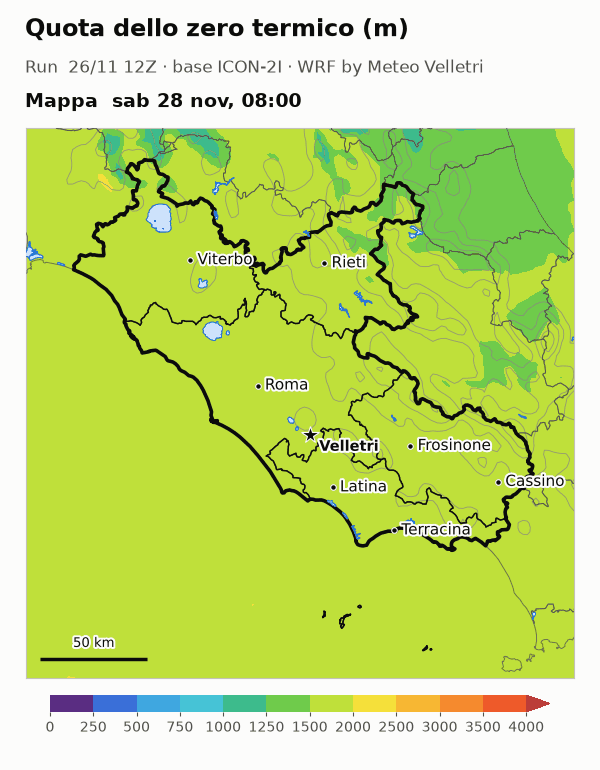 Quota dello zero termico (m)
Run  26/11 12Z · base ICON-2I · WRF by Meteo Velletri
Mappa  sab 28 nov, 08:00
Viterbo
Rieti
Roma
Velletri
Frosinone
Latina
Cassino
Terracina
50 km
0 250 500 750 1000 1250 1500 2000 2500 3000 3500 4000